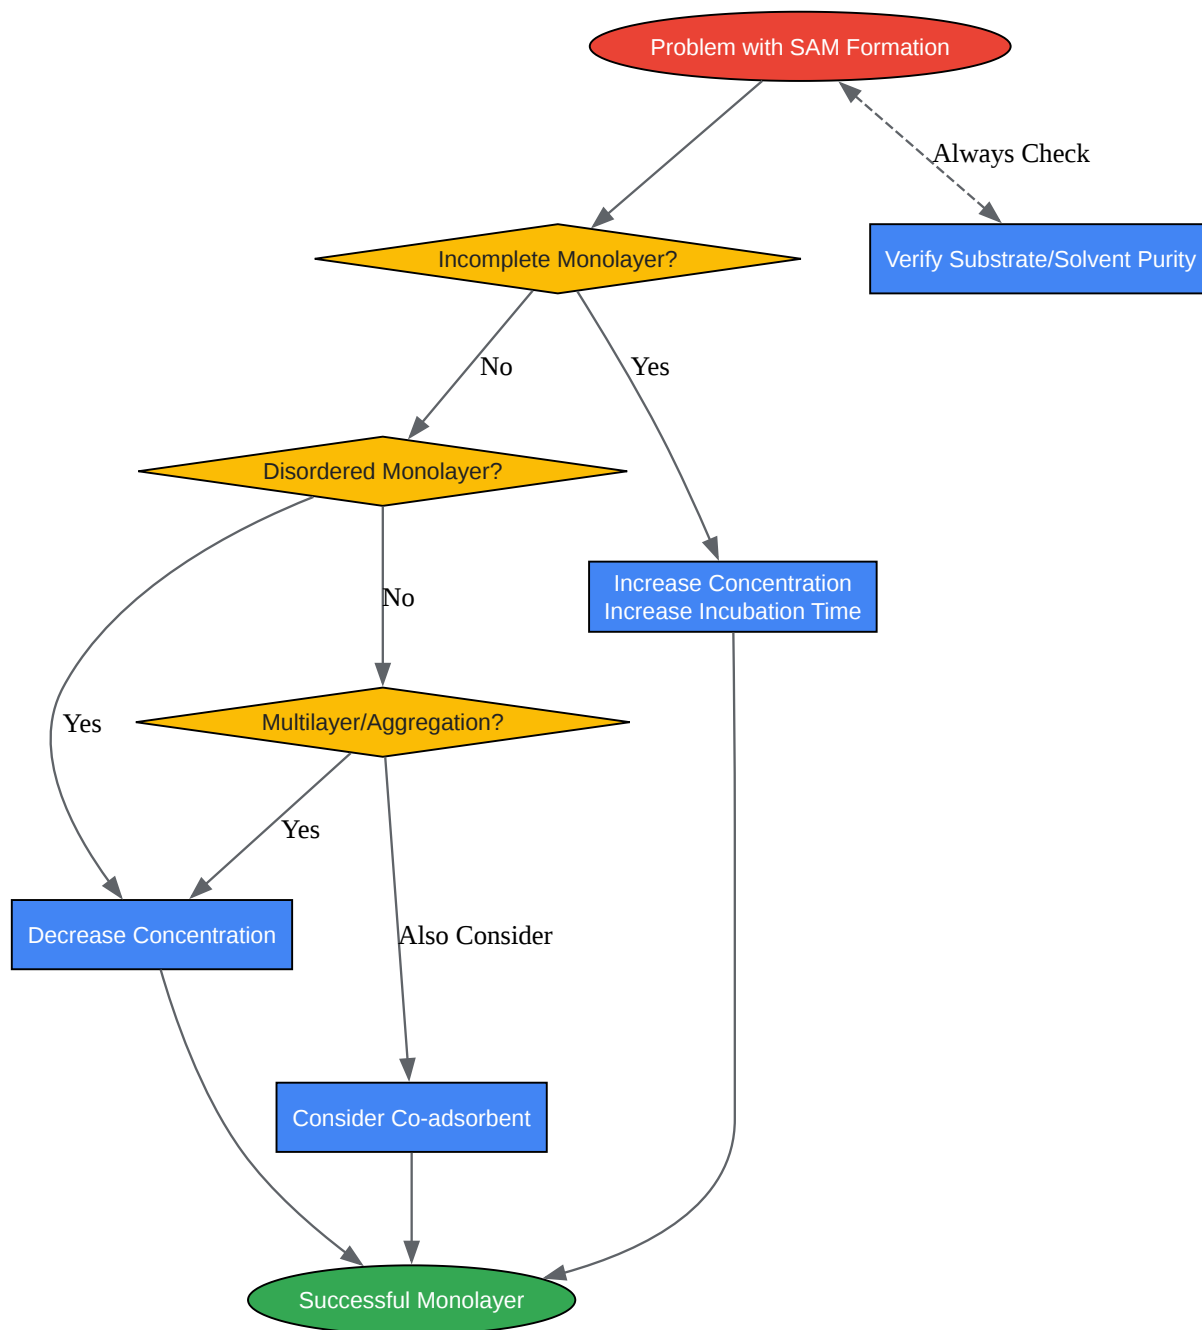 Problem with SAM Formation
Always Check
Incomplete Monolayer?
Verify Substrate/Solvent Purity
No
Yes
Disordered Monolayer?
Increase Concentration
Increase Incubation Time
No
Yes
Multilayer/Aggregation?
Yes
Decrease Concentration
Also Consider
Consider Co-adsorbent
Successful Monolayer